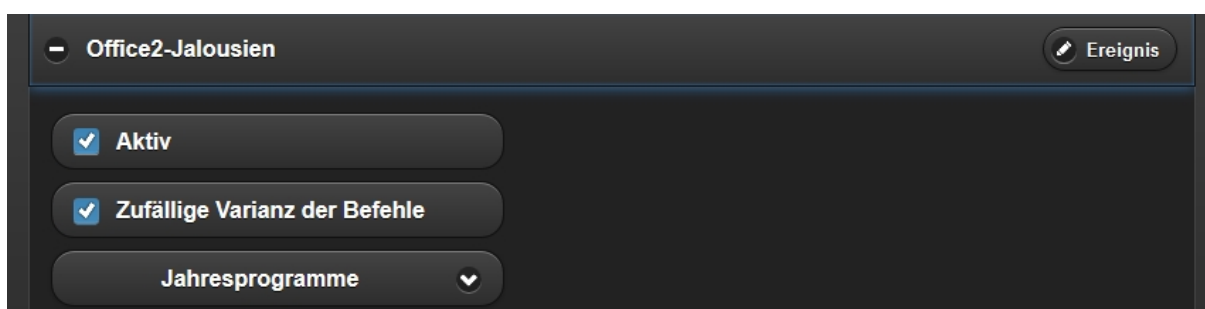 Office2-Jalousien Ereignis
Aktiv
Zufällige Varianz der Befehle
Jahresprogramme